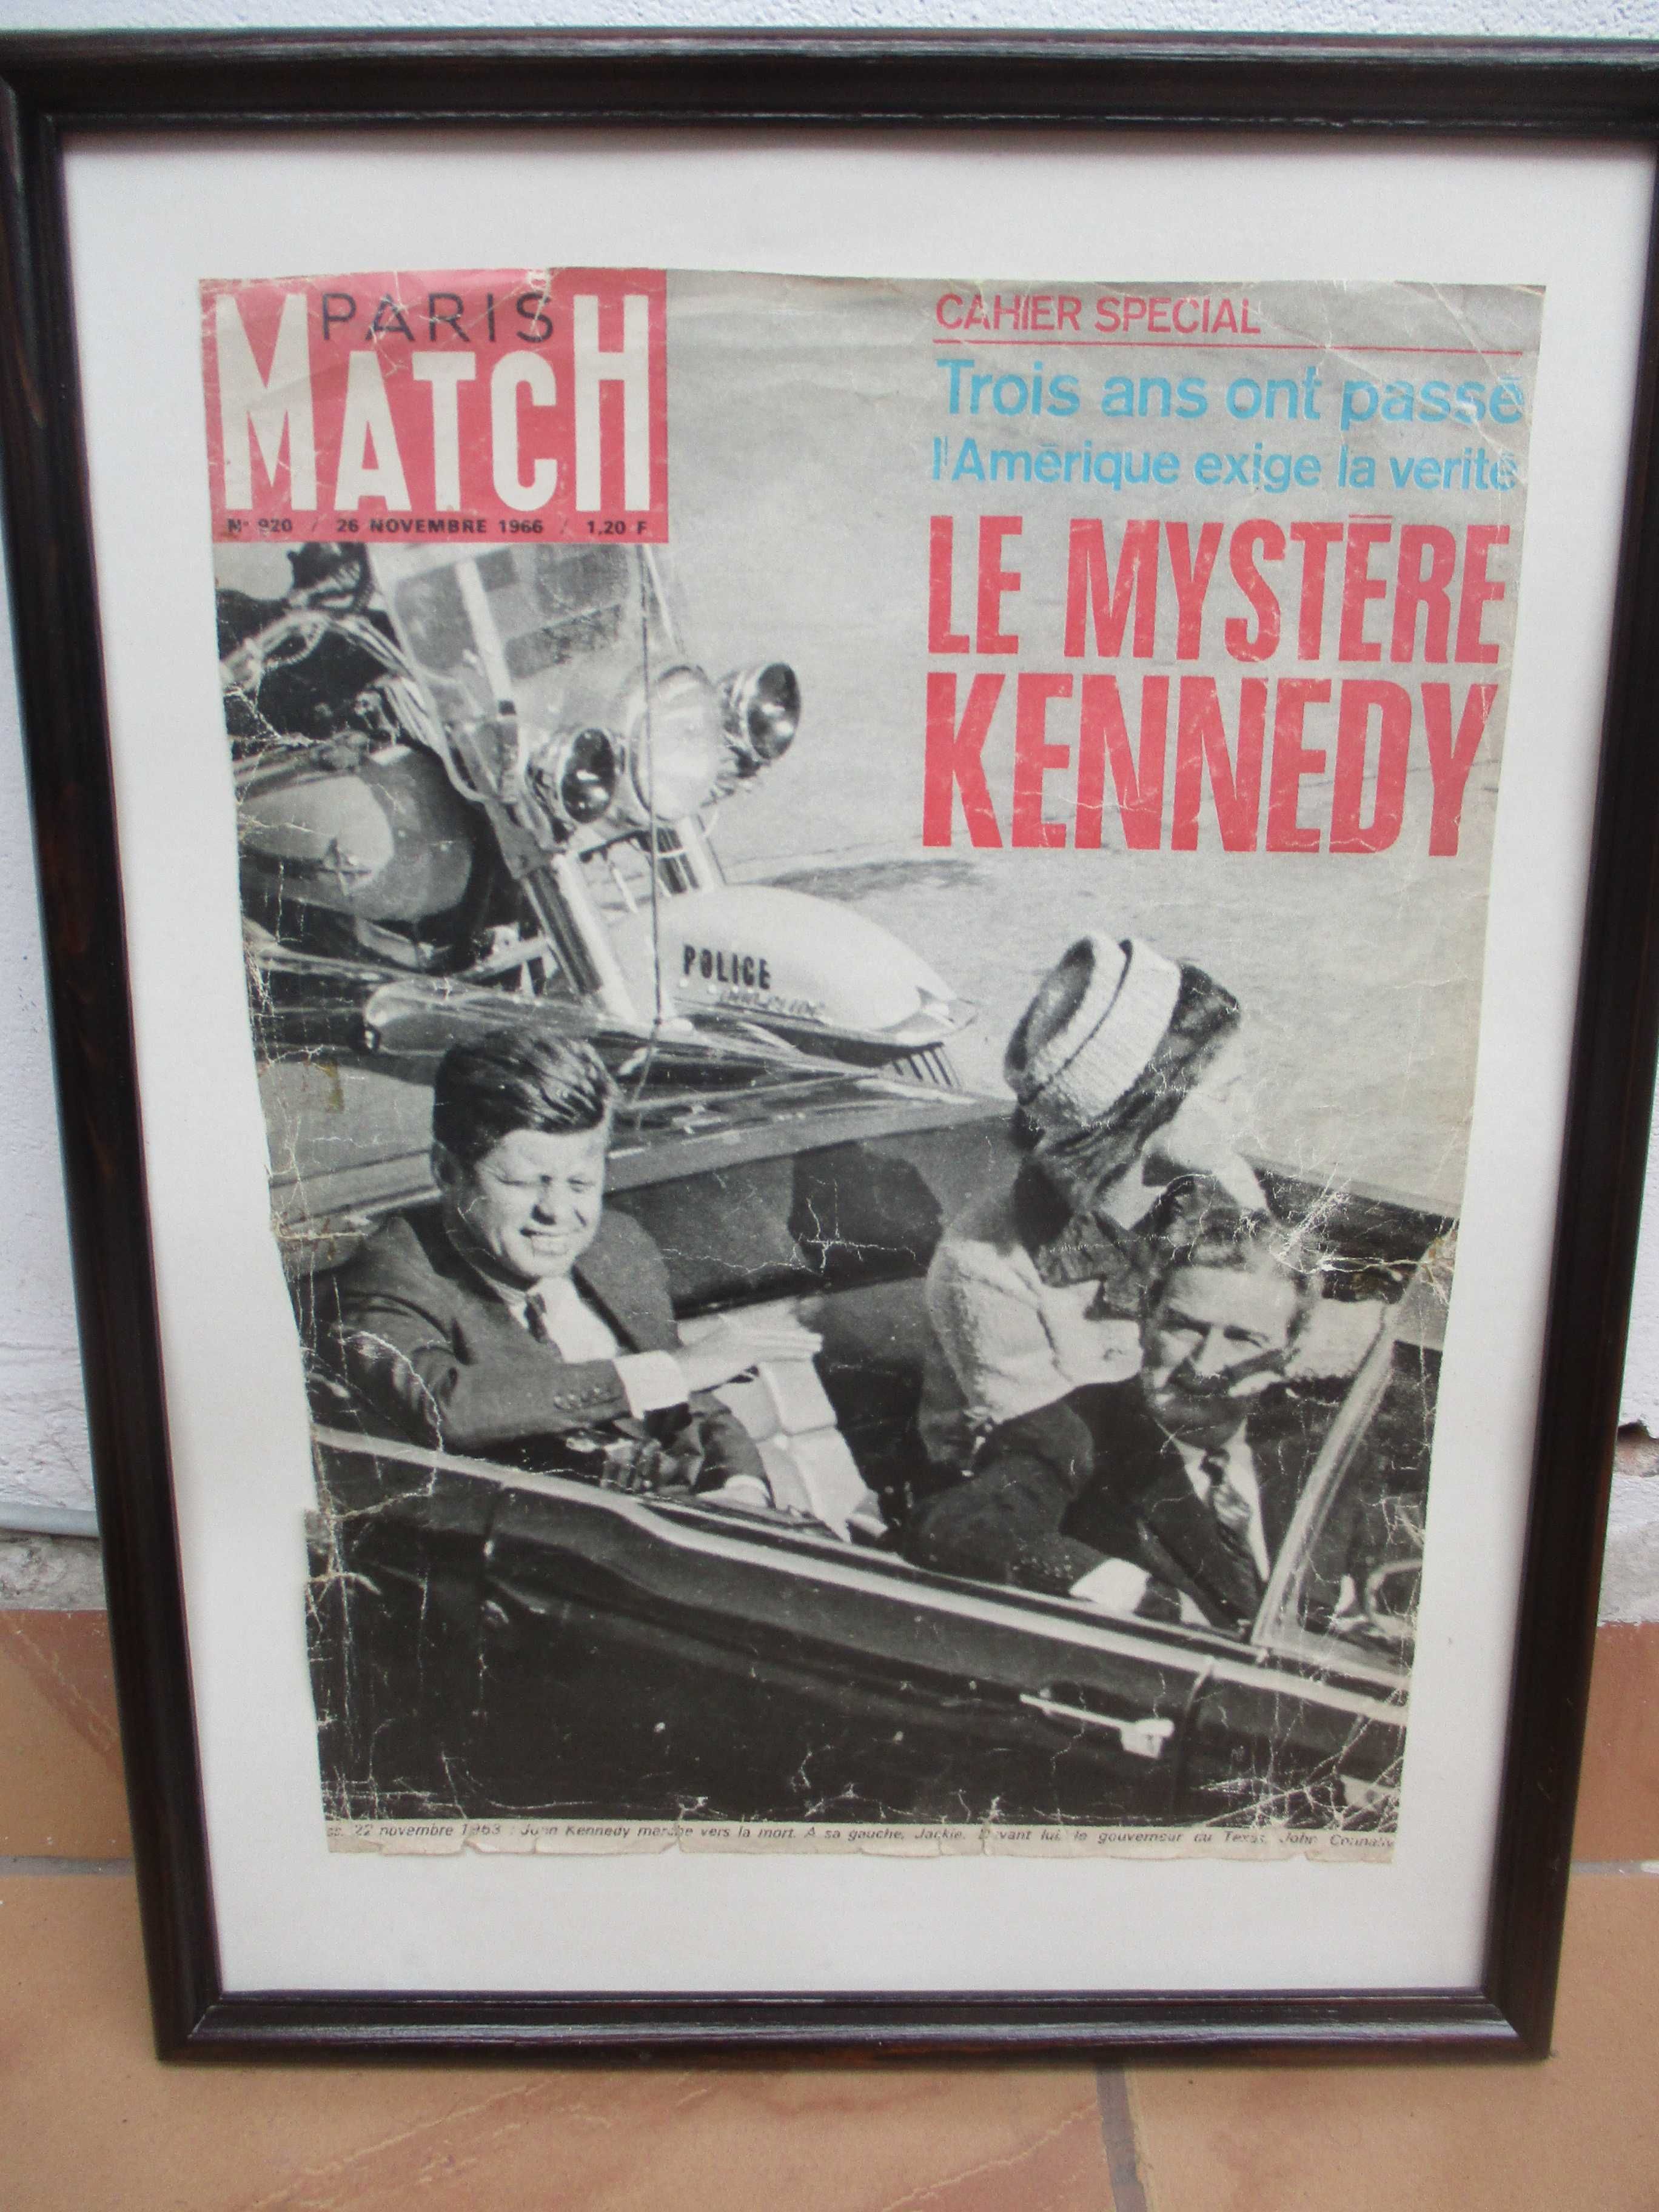 PARIS
MATCH
N° 920 / 26 NOVEMBRE 1966 / 1,20 F
CAHIER SPECIAL
Trois ans ont passé
l'Amérique exige la verité
LE MYSTÈRE
KENNEDY
POLICE
22 novembre 1963 : John Kennedy marche vers la mort. A sa gauche, Jackie. Devant lui, le gouverneur du Texas, John Connally